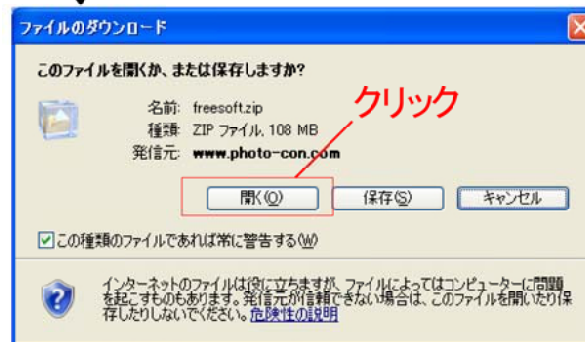 ファイルのダウンロード
このファイルを開くか、または保存しますか?
クリック
名前: freesoft.zip
種類: ZIP ファイル, 108 MB
発信元: www.photo-con.com
開く(O) 保存(S) キャンセル
この種類のファイルであれば常に警告する(W)
インターネットのファイルは役に立ちますが、ファイルによってはコンピューターに問題
を起こすものもあります。発信元が信頼できない場合は、このファイルを開いたり保
存したりしないでください。危険性の説明